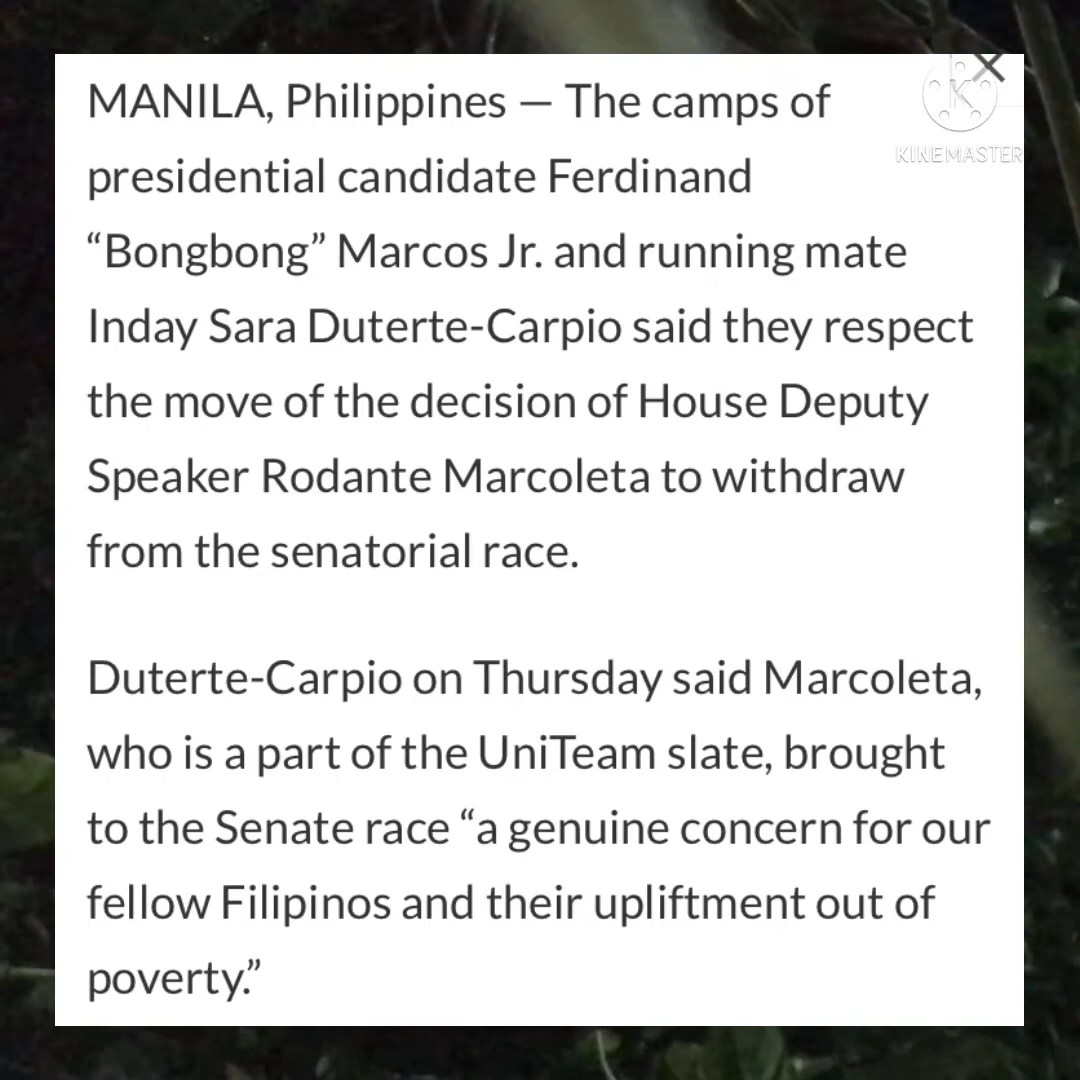 MANILA, Philippines — The camps of
presidential candidate Ferdinand
“Bongbong” Marcos Jr. and running mate
Inday Sara Duterte-Carpio said they respect
the move of the decision of House Deputy
Speaker Rodante Marcoleta to withdraw
from the senatorial race.
Duterte-Carpio on Thursday said Marcoleta,
who is a part of the UniTeam slate, brought
to the Senate race “a genuine concern for our
fellow Filipinos and their upliftment out of
poverty.”
K
KINEMASTER